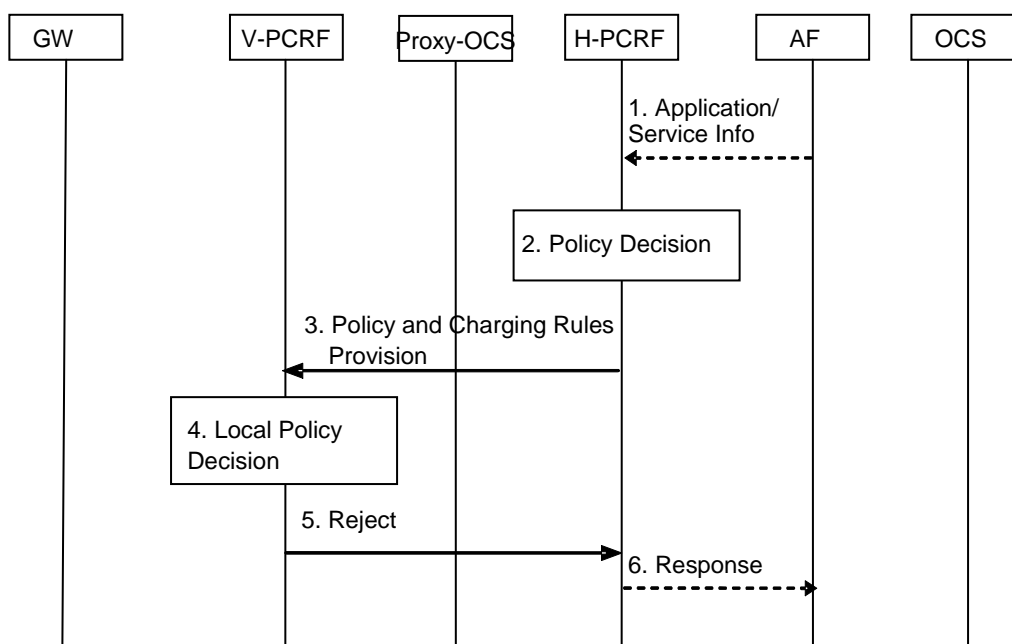 GW
V-PCRF
Proxy-OCS
H-PCRF
AF
OCS
1. Application/
Service Info
2. Policy Decision
3. Policy and Charging Rules
Provision
4. Local Policy
Decision
5. Reject
6. Response